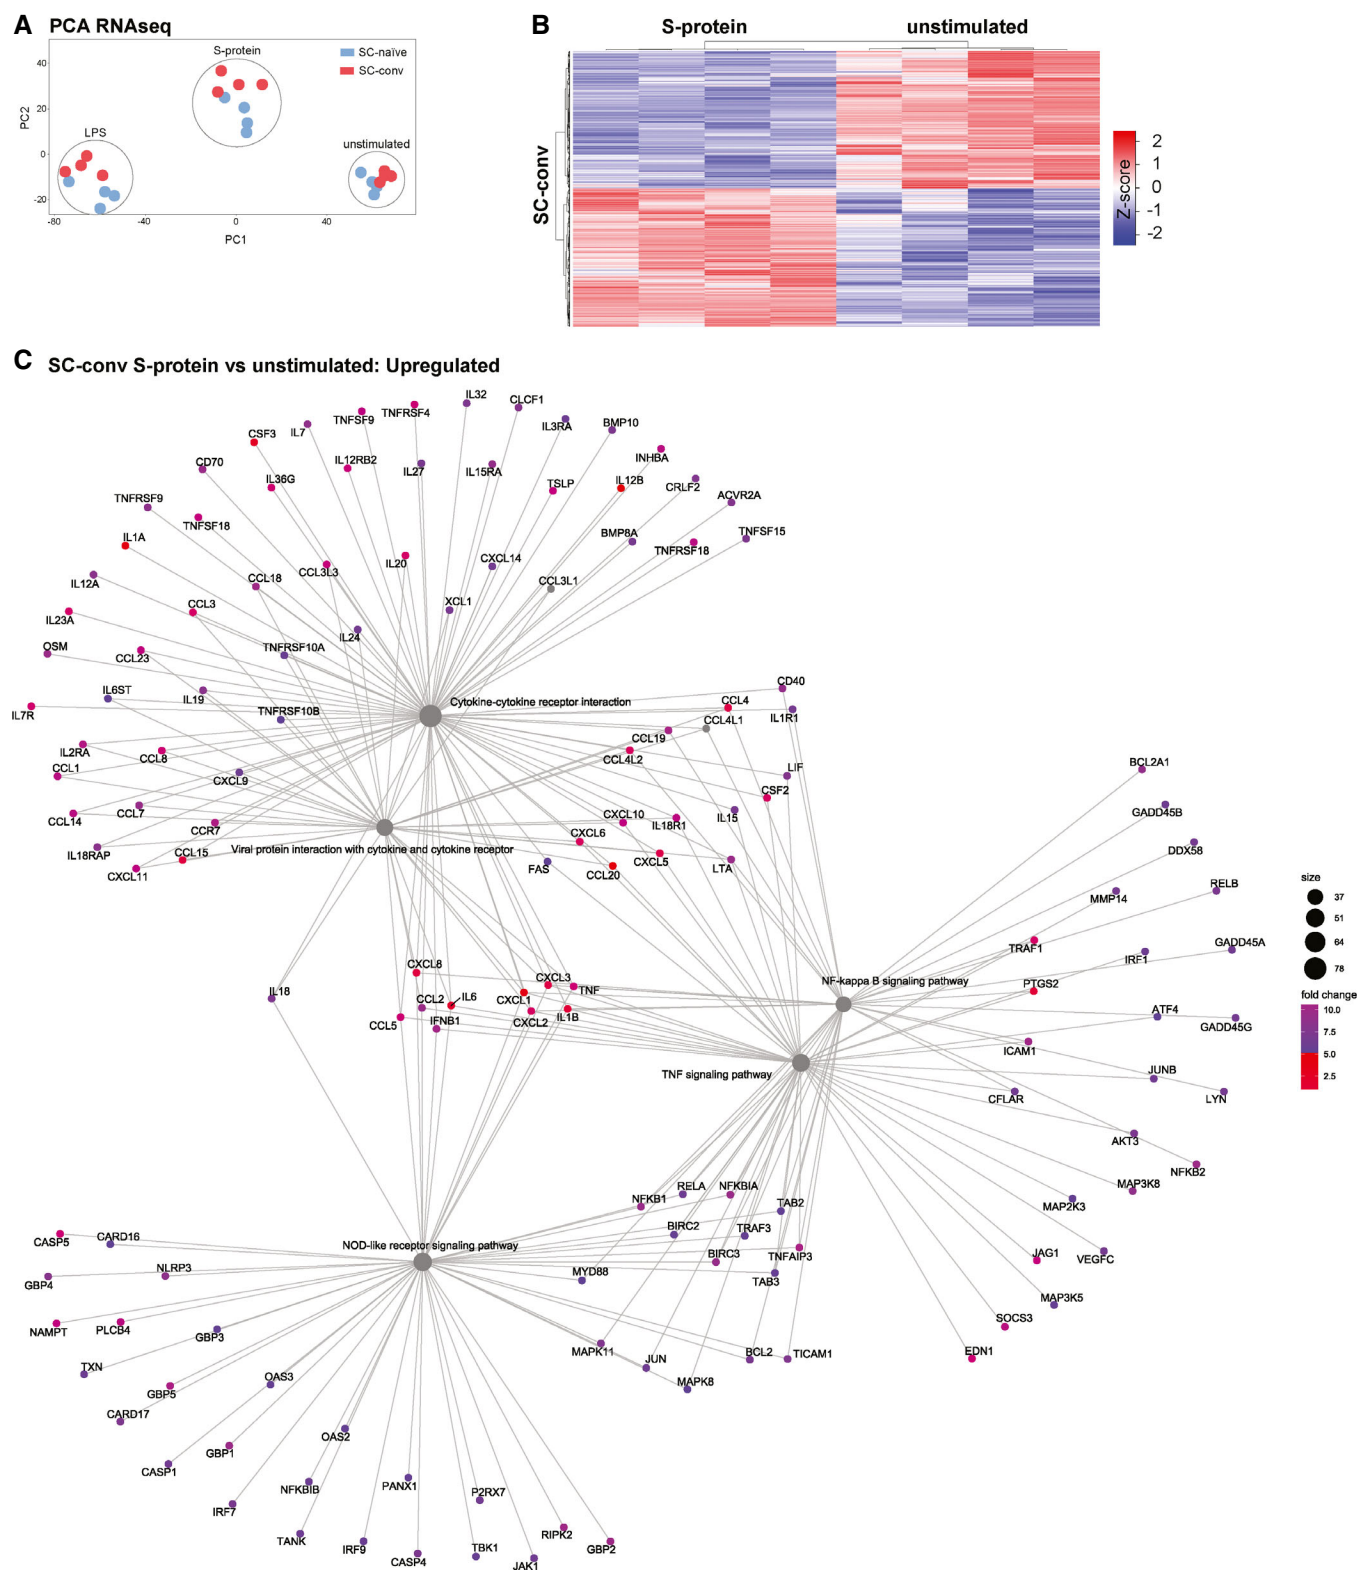 A PCA RNAseq
S-protein
SC-naïve
SC-conv
LPS
unstimulated
PC2
40
20
0
-20
-80
-40
0
40
PC1
B
S-protein
unstimulated
SC-conv
Z-score
2
1
0
-1
-2
C SC-conv S-protein vs unstimulated: Upregulated
IL32
CLCF1
TNFSF9
TNFRSF4
IL7
IL3RA
BMP10
CSF3
INHBA
CD70
IL12RB2
IL27
IL15RA
IL36G
TSLP
IL12B
CRLF2
ACVR2A
TNFRSF9
TNFSF18
BMP8A
TNFRSF18
TNFSF15
IL1A
CCL3L3
IL20
CXCL14
CCL3L1
IL12A
CCL18
CCL3
XCL1
IL23A
IL24
OSM
CCL23
TNFRSF10A
IL6ST
IL19
TNFRSF10B
IL7R
Cytokine-cytokine receptor interaction
CD40
CCL4
IL1R1
CCL4L1
CCL19
CCL4L2
IL2RA
CCL8
CCL1
CXCL9
LIF
CSF2
BCL2A1
CCL14
CCL7
CCR7
CXCL10
IL18R1
IL15
GADD45B
IL18RAP
CCL15
CXCL11
Viral protein interaction with cytokine and cytokine receptor
CXCL6
CXCL5
FAS
CCL20
LTA
DDX58
MMP14
RELB
TRAF1
IRF1
GADD45A
CXCL8
CXCL3
TNF
NF-kappa B signaling pathway
PTGS2
IL18
CCL2
IL6
CXCL1
IL1B
CCL5
IFNB1
CXCL2
ATF4
GADD45G
ICAM1
TNF signaling pathway
JUNB
CFLAR
LYN
AKT3
NFKB2
MAP3K8
MAP2K3
NFKB1
RELA
NFKBIA
TAB2
BIRC2
TRAF3
BIRC3
TNFAIP3
TAB3
MYD88
JAG1
VEGFC
MAP3K5
SOCS3
EDN1
CASP5
CARD16
NOD-like receptor signaling pathway
GBP4
NLRP3
NAMPT
PLCB4
GBP3
MAPK11
JUN
MAPK8
BCL2
TICAM1
TXN
GBP5
OAS3
CARD17
OAS2
GBP1
CASP1
NFKBIB
PANX1
P2RX7
IRF7
TANK
IRF9
CASP4
TBK1
JAK1
RIPK2
GBP2
size
37
51
64
78
fold change
10.0
7.5
5.0
2.5